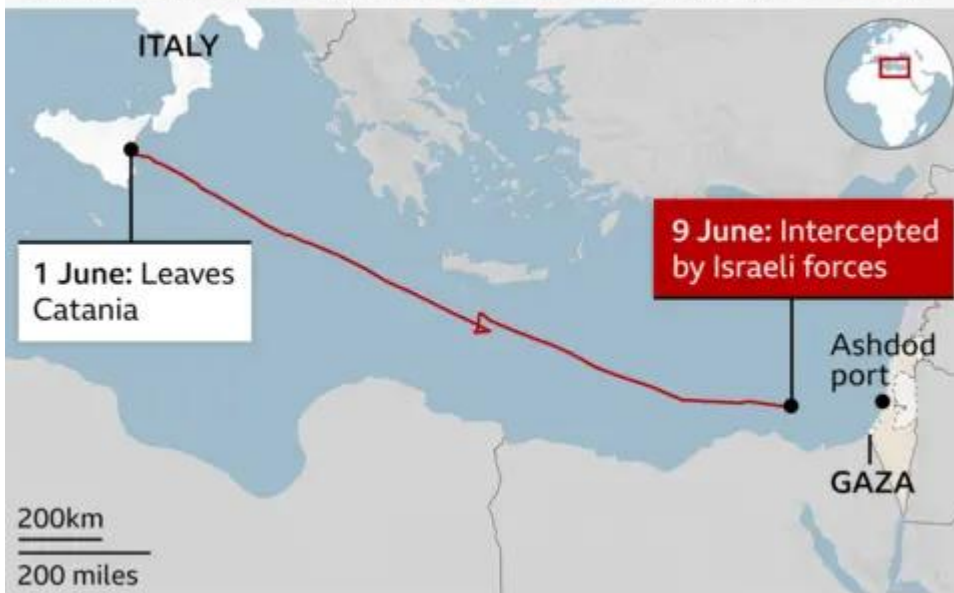 ITALY
1 June: Leaves
Catania
9 June: Intercepted
by Israeli forces
Ashdod
port
GAZA
200km
200 miles